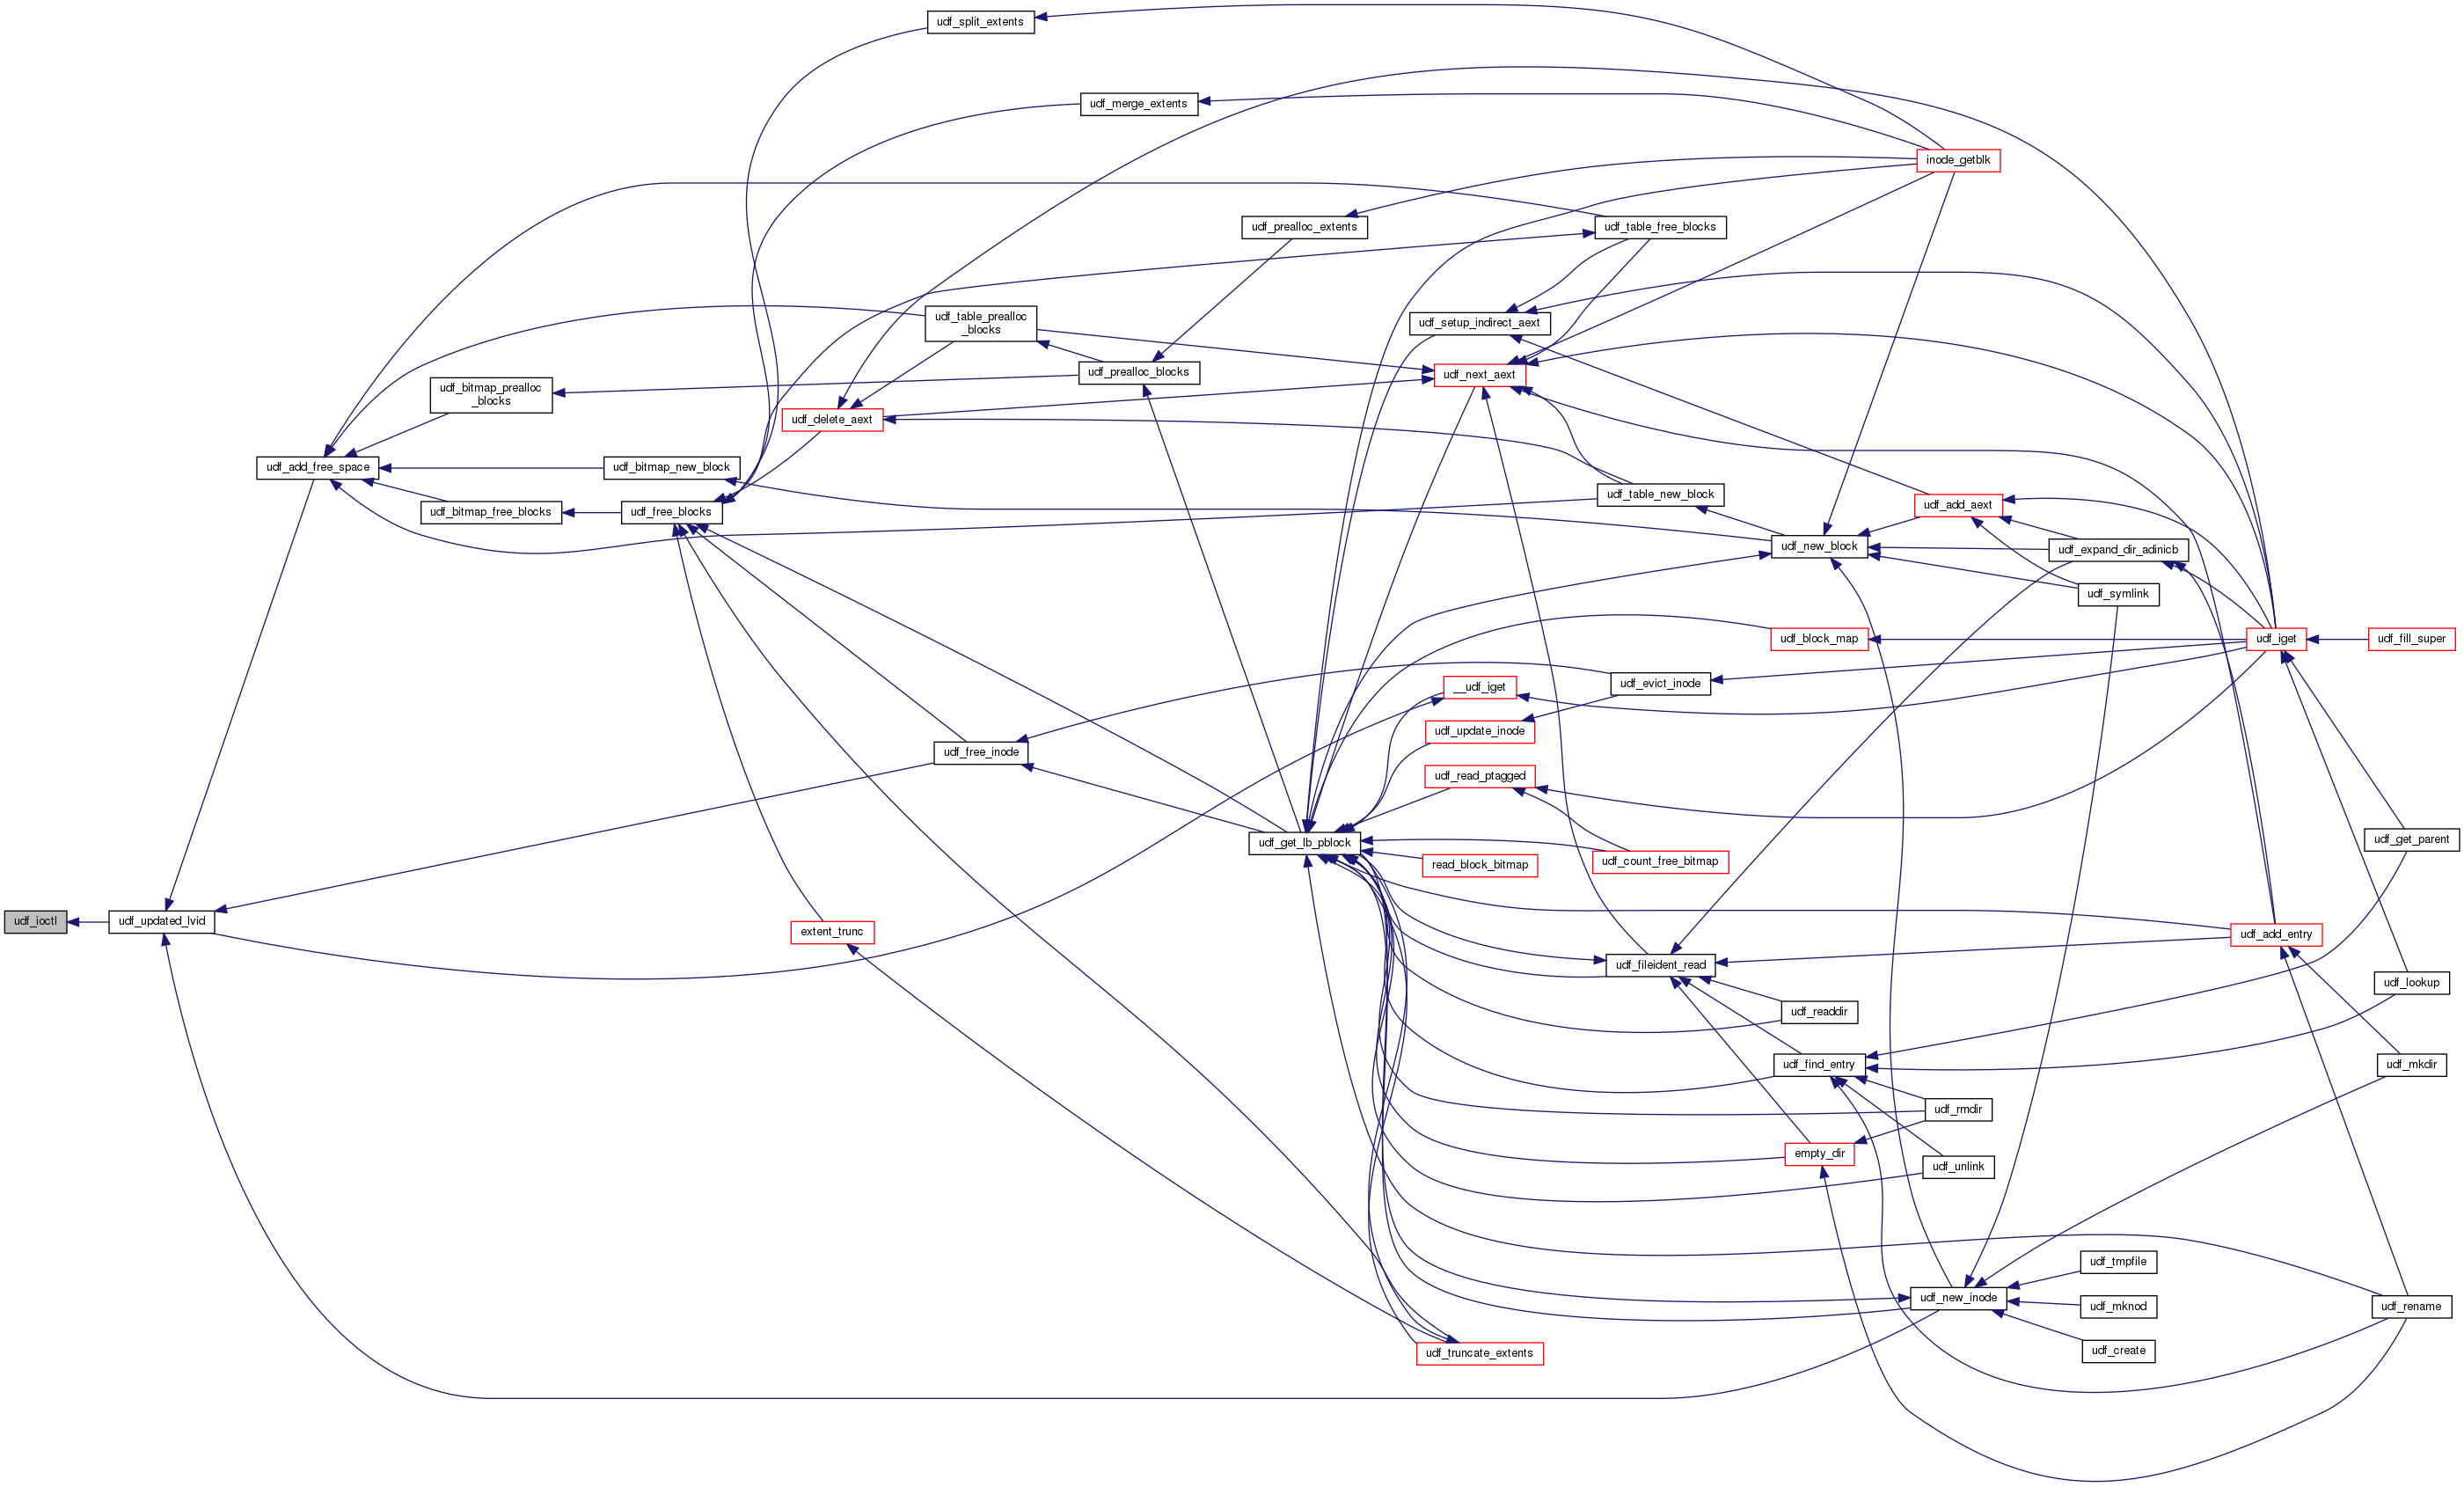 udf_split_extents
udf_merge_extents
inode_getblk
udf_prealloc_extents
udf_table_free_blocks
udf_table_prealloc
_blocks
udf_setup_indirect_aext
udf_prealloc_blocks
udf_next_aext
udf_bitmap_prealloc
_blocks
udf_delete_aext
udf_add_free_space
udf_bitmap_new_block
udf_table_new_block
udf_add_aext
udf_bitmap_free_blocks
udf_free_blocks
udf_new_block
udf_expand_dir_adinicb
udf_symlink
udf_block_map
udf_iget
udf_fill_super
__udf_iget
udf_evict_inode
udf_update_inode
udf_free_inode
udf_read_ptagged
udf_get_lb_pblock
udf_get_parent
read_block_bitmap
udf_count_free_bitmap
udf_ioctl
udf_updated_lvid
extent_trunc
udf_add_entry
udf_fileident_read
udf_lookup
udf_readdir
udf_find_entry
udf_mkdir
udf_rmdir
empty_dir
udf_unlink
udf_tmpfile
udf_new_inode
udf_mknod
udf_rename
udf_create
udf_truncate_extents